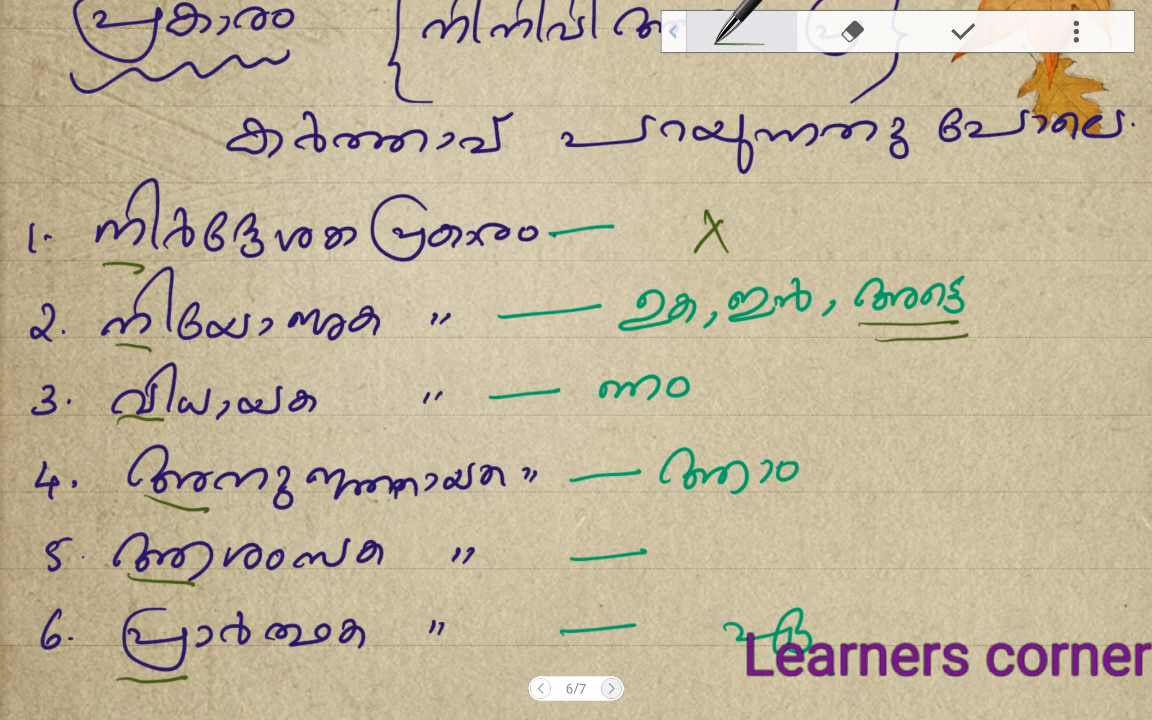 പ്രകാരം { നി നി വി അ പ്ര }
കർത്താവ് പറയുന്നതു പോലെ.
1. നിർദ്ദേശക പ്രകാരം — X
2. നിയോജക " — ഉക, ഇൻ, അട്ടെ
3. വിധായക " — ണം
4. അനുജ്ഞായക " — ആം
5. ആശംസക " —
6. പ്രാർത്ഥക " —
6/7
Learners corner